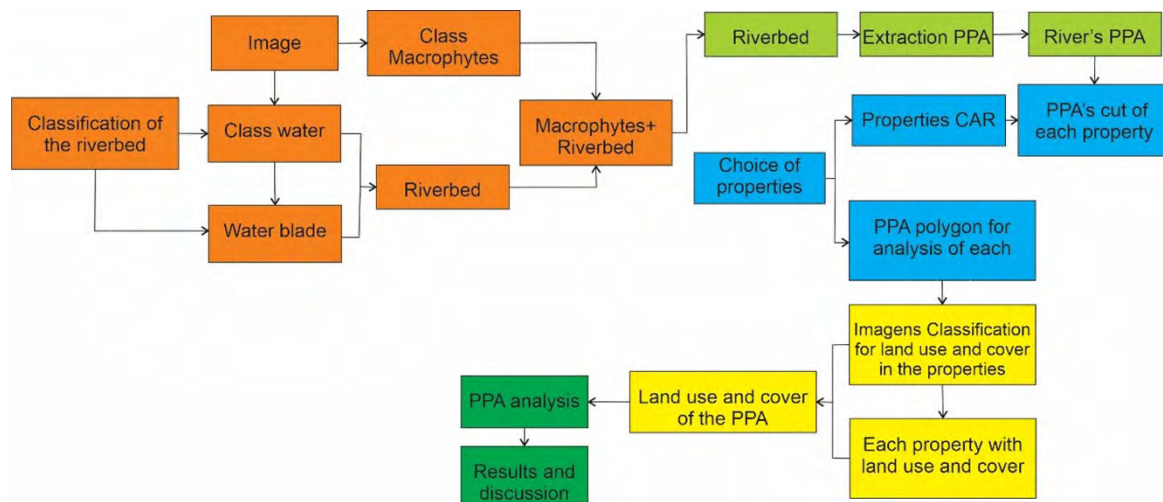 Image
Class
Macrophytes
Riverbed
Extraction PPA
River's PPA
Classification of
the riverbed
Class water
Macrophytes+
Riverbed
Properties CAR
PPA's cut of
each property
Riverbed
Choice of
properties
Water blade
PPA polygon for
analysis of each
Imagens Classification
for land use and cover
in the properties
PPA analysis
Land use and cover
of the PPA
Each property with
land use and cover
Results and
discussion